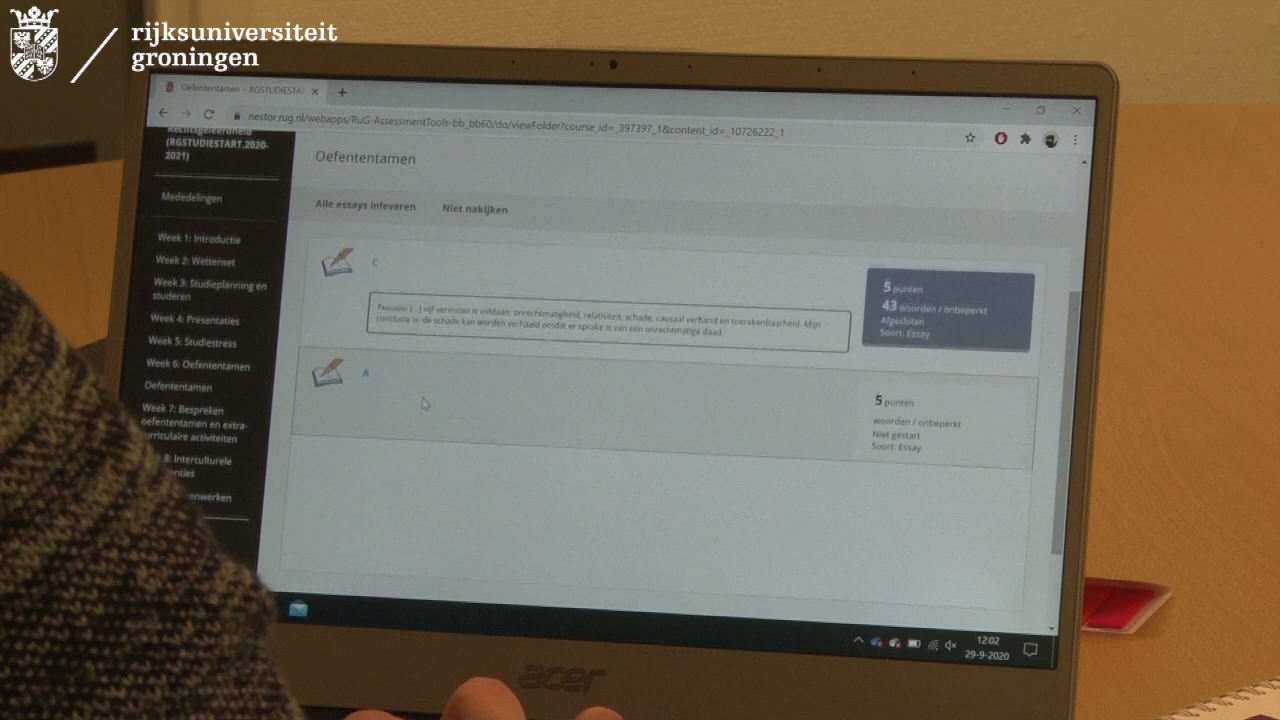 rijksuniversiteit
groningen
Oefententamen – RGSTUDIESTA
nestor.rug.nl/webapps/RuG-AssessmentTools-bb_bb60/do/viewFolder?course_id=_397397_1&content_id=_10726222_1
Rechtsgeleerdheid
(RGSTUDIESTART.2020-
2021)
Mededelingen
Week 1: Introductie
Week 2: Wettenset
Week 3: Studieplanning en
studeren
Week 4: Presentaties
Week 5: Studiestress
Week 6: Oefententamen
Oefententamen
Week 7: Bespreken
oefententamen en extra-
curriculaire activiteiten
8: Interculturele
enties
enwerken
Oefententamen
Alle essays inleveren Niet nakijken
C
[...] vijf vereisten is voldaan: onrechtmatigheid, relativiteit, schade, causaal verband en toerekenbaarheid. Mijn
conclusie is: de schade kan worden verhaald omdat er sprake is van een onrechtmatige daad.
5 punten
43 woorden / onbeperkt
Afgesloten
Soort: Essay
A
5 punten
woorden / onbeperkt
Niet gestart
Soort: Essay
12:02
29-9-2020
acer